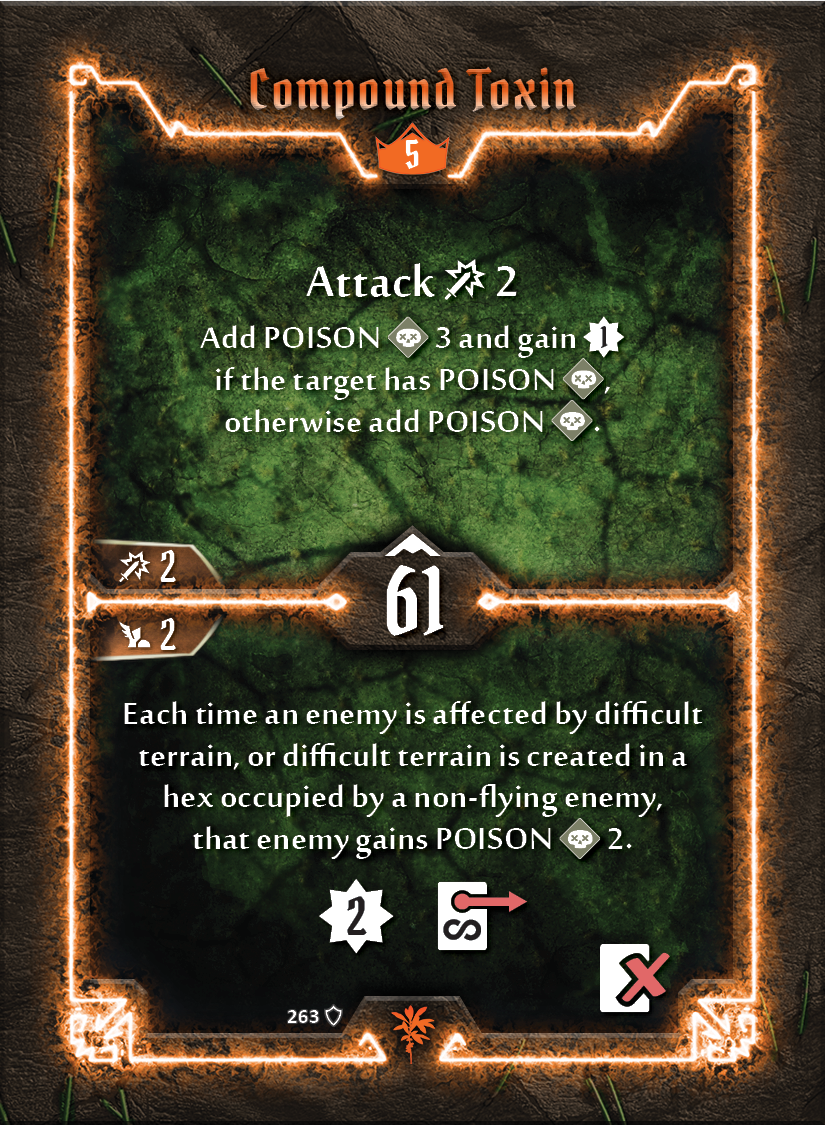 Compound Toxin
5
Attack 2
Add POISON 3 and gain 1
if the target has POISON ,
otherwise add POISON .
2
61
2
Each time an enemy is affected by difficult
terrain, or difficult terrain is created in a
hex occupied by a non-flying enemy,
that enemy gains POISON 2.
2
263